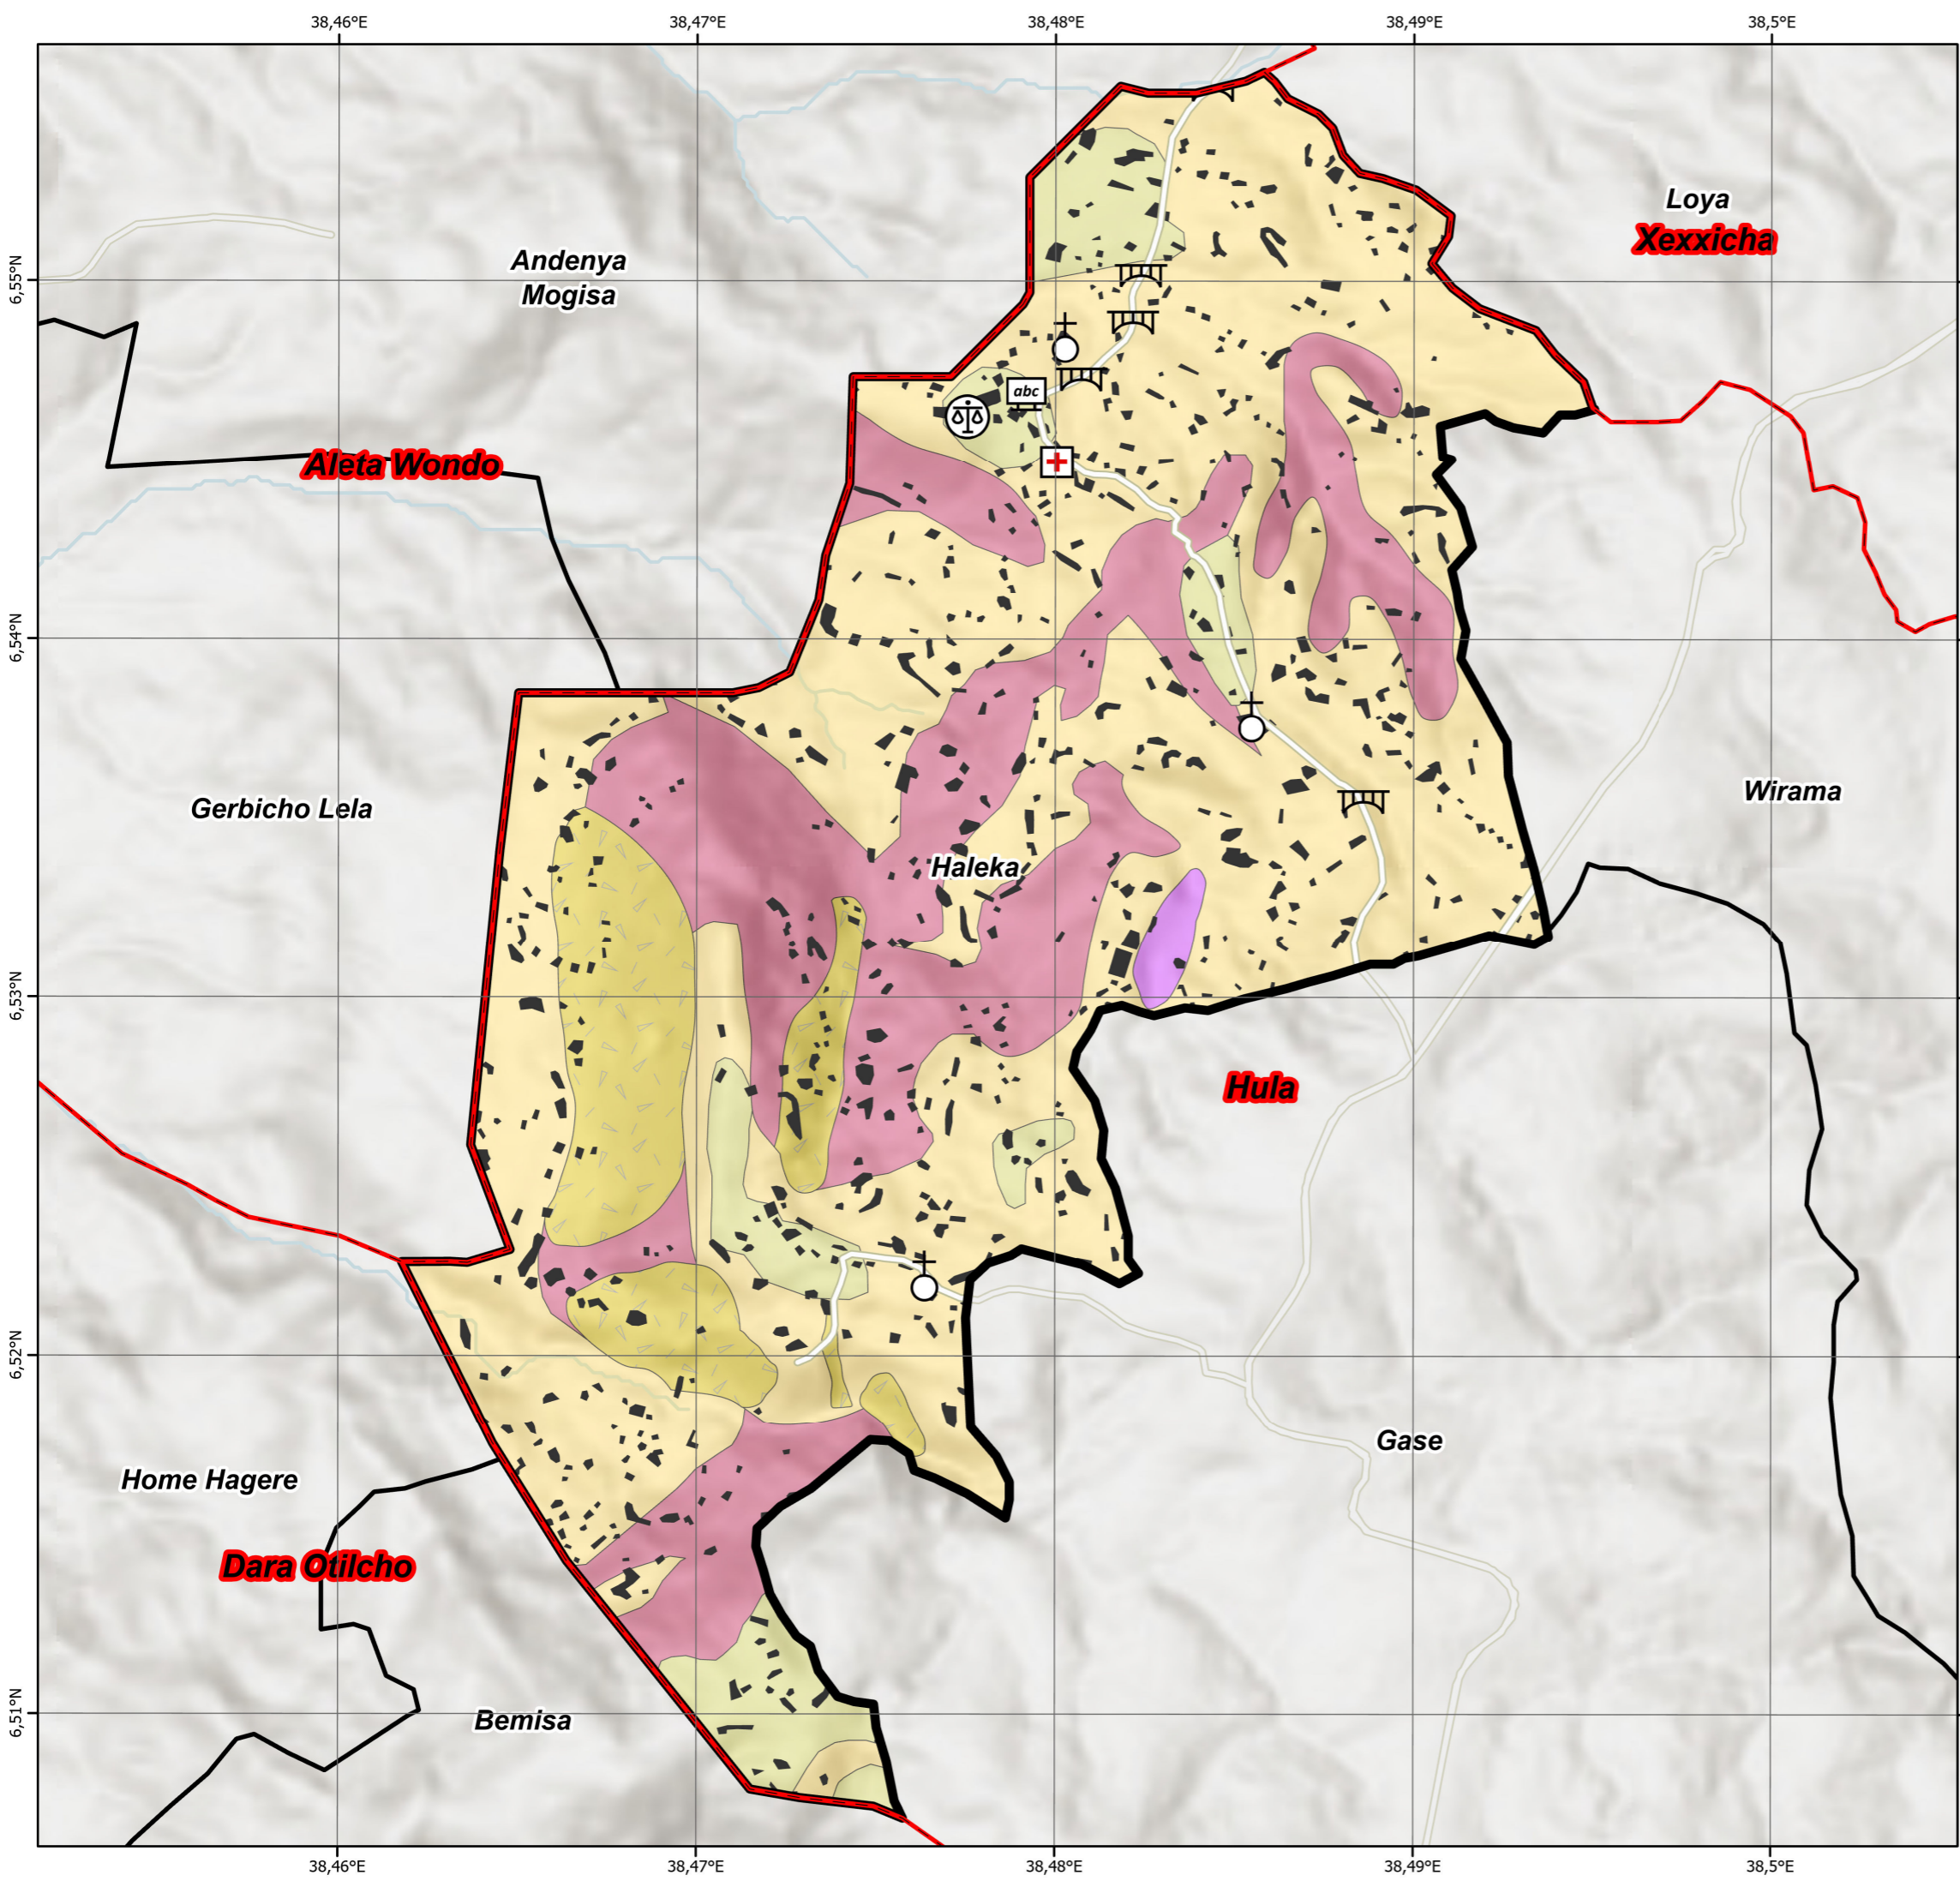 38,46°E
38,47°E
38,48°E
38,49°E
38,5°E
Loya
Xexxicha
Andenya
Mogisa
6,55°N
6,55°N
abc
Aleta Wondo
6,54°N
Wirama
Gerbicho Lela
Haleka
6,53°N
Hula
6,52°N
Gase
Home Hagere
Dara Otilcho
6,51°N
Bemisa
38,46°E
38,47°E
38,48°E
38,49°E
38,5°E